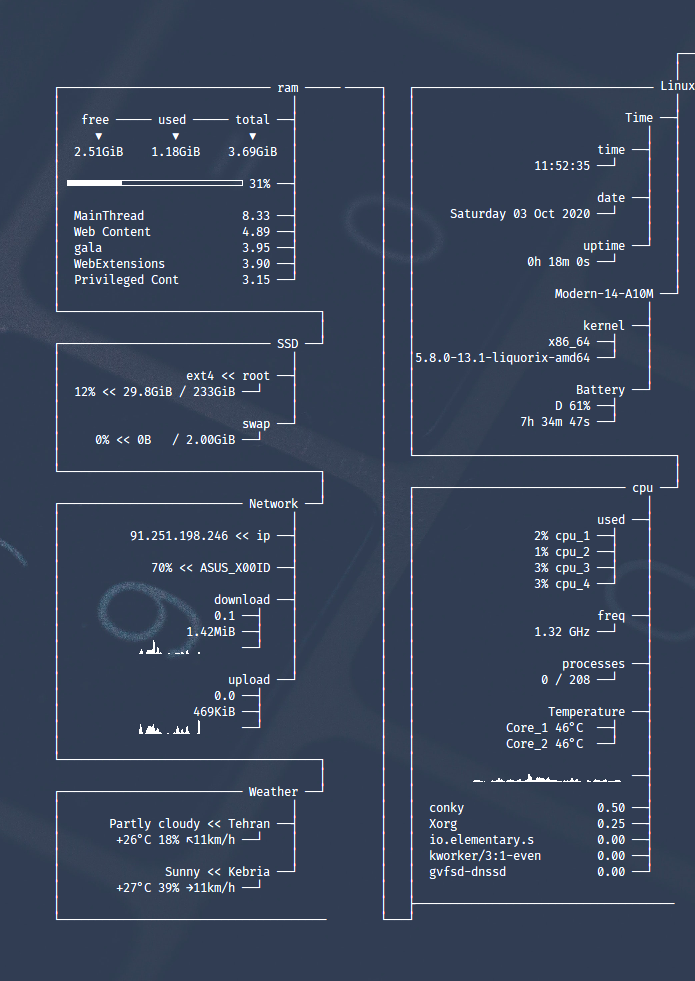 ram
free used total
▼ ▼ ▼
2.51GiB 1.18GiB 3.69GiB
31%
MainThread 8.33
Web Content 4.89
gala 3.95
WebExtensions 3.90
Privileged Cont 3.15
SSD
ext4 << root
12% << 29.8GiB / 233GiB
swap
0% << 0B / 2.00GiB
Network
91.251.198.246 << ip
70% << ASUS_X00ID
download
0.1
1.42MiB
upload
0.0
469KiB
Weather
Partly cloudy << Tehran
+26°C 18% ↖11km/h
Sunny << Kebria
+27°C 39% →11km/h
Linux
Time
time
11:52:35
date
Saturday 03 Oct 2020
uptime
0h 18m 0s
Modern-14-A10M
kernel
x86_64
5.8.0-13.1-liquorix-amd64
Battery
D 61%
7h 34m 47s
cpu
used
2% cpu_1
1% cpu_2
3% cpu_3
3% cpu_4
freq
1.32 GHz
processes
0 / 208
Temperature
Core_1 46°C
Core_2 46°C
conky 0.50
Xorg 0.25
io.elementary.s 0.00
kworker/3:1-even 0.00
gvfsd-dnssd 0.00